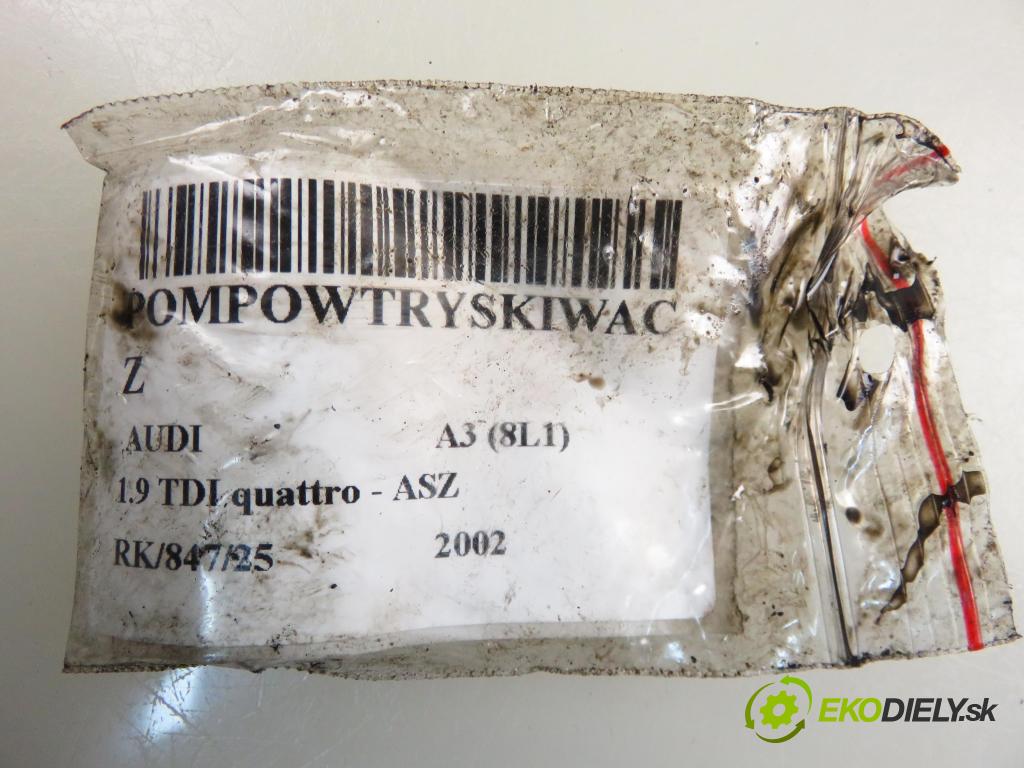 POMPOWTRYSKIWAC
Z
AUDI A3 (8L1)
1.9 TDI quattro - ASZ
RK/847/25 2002
EKODIELY.sk